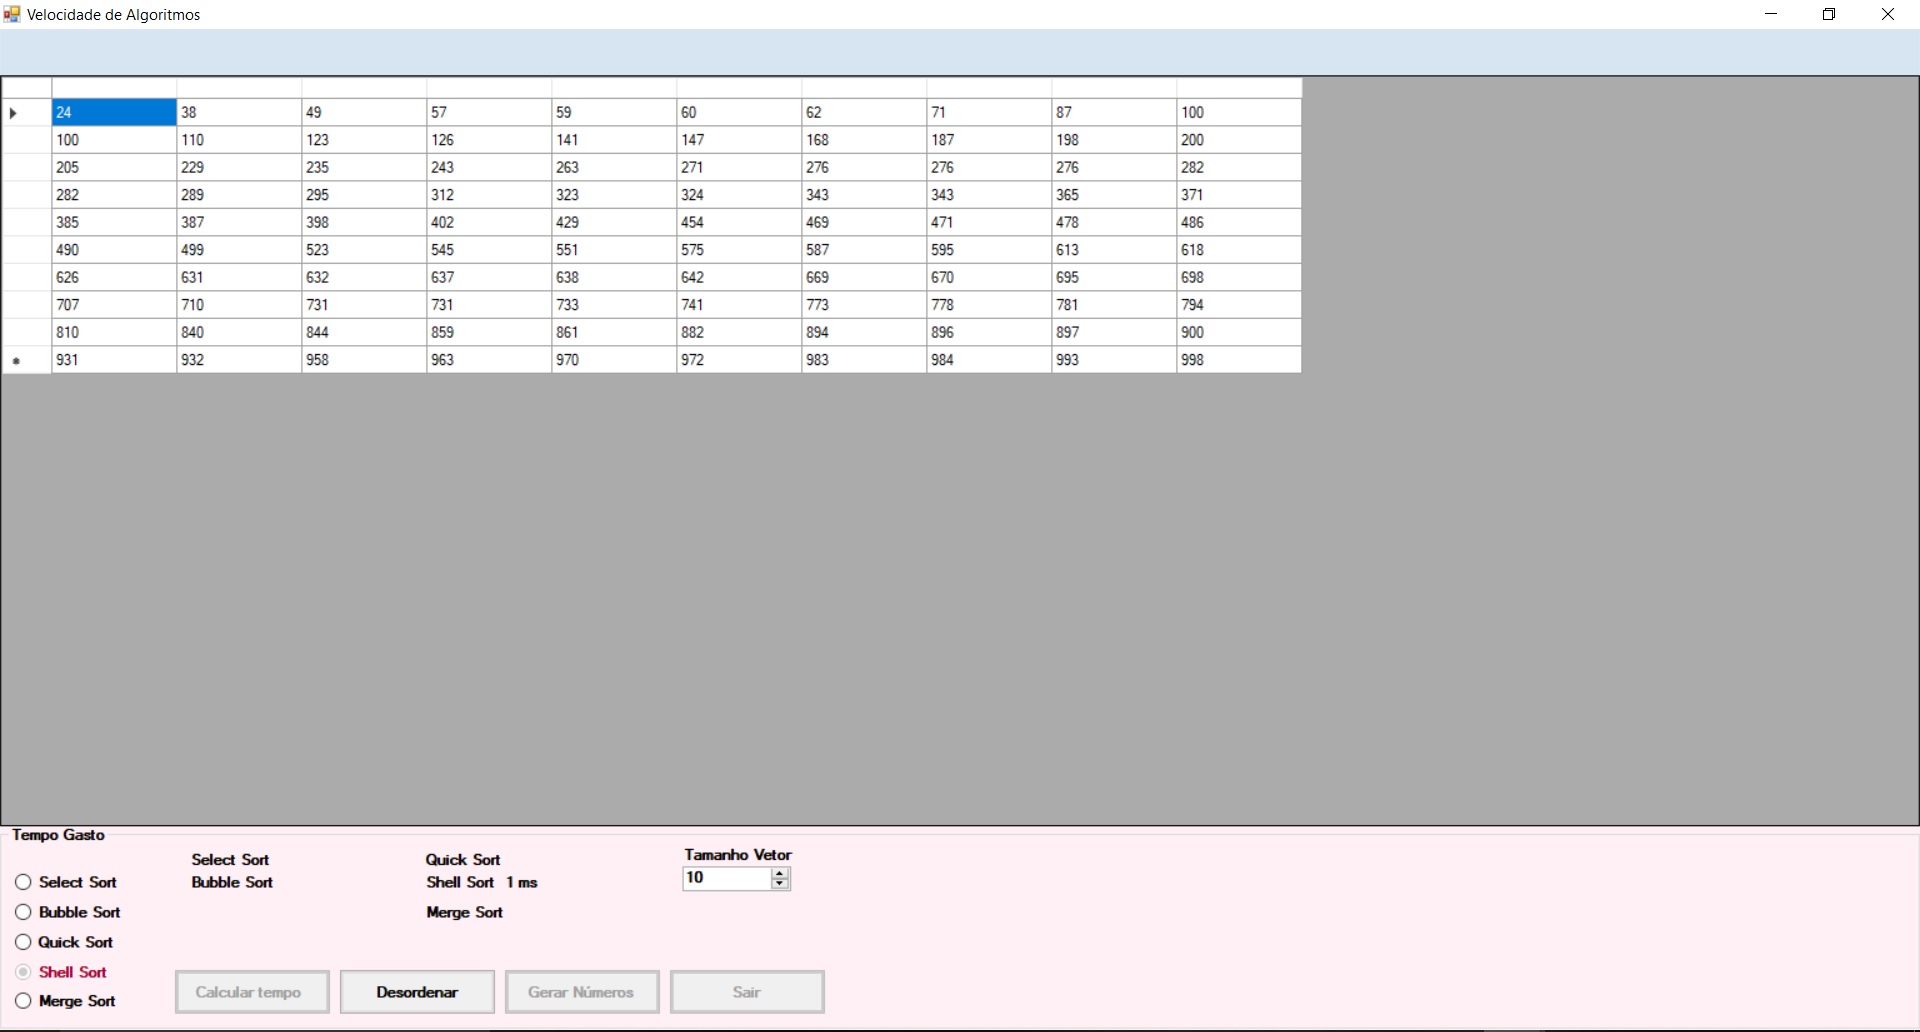 Velocidade de Algoritmos
24 38 49 57 59 60 62 71 87 100
100 110 123 126 141 147 168 187 198 200
205 229 235 243 263 271 276 276 276 282
282 289 295 312 323 324 343 343 365 371
385 387 398 402 429 454 469 471 478 486
490 499 523 545 551 575 587 595 613 618
626 631 632 637 638 642 669 670 695 698
707 710 731 731 733 741 773 778 781 794
810 840 844 859 861 882 894 896 897 900
931 932 958 963 970 972 983 984 993 998
Tempo Gasto
Select Sort
Bubble Sort
Quick Sort
Shell Sort
Merge Sort
Select Sort
Bubble Sort
Quick Sort
Shell Sort 1 ms
Merge Sort
Tamanho Vetor
10
Calcular tempo
Desordenar
Gerar Números
Sair